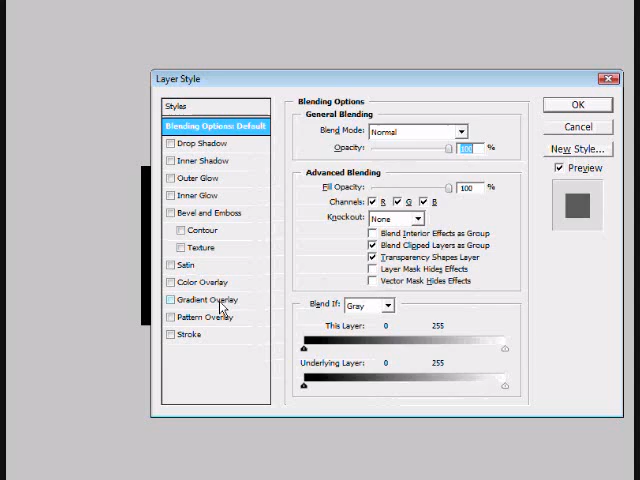 Layer Style
Styles
Blending Options: Default
Drop Shadow
Inner Shadow
Outer Glow
Inner Glow
Bevel and Emboss
Contour
Texture
Satin
Color Overlay
Gradient Overlay
Pattern Overlay
Stroke
Blending Options
General Blending
Blend Mode: Normal
Opacity: 100 %
Advanced Blending
Fill Opacity: 100 %
Channels: R G B
Knockout: None
Blend Interior Effects as Group
Blend Clipped Layers as Group
Transparency Shapes Layer
Layer Mask Hides Effects
Vector Mask Hides Effects
Blend If: Gray
This Layer: 0 255
Underlying Layer: 0 255
OK
Cancel
New Style...
Preview